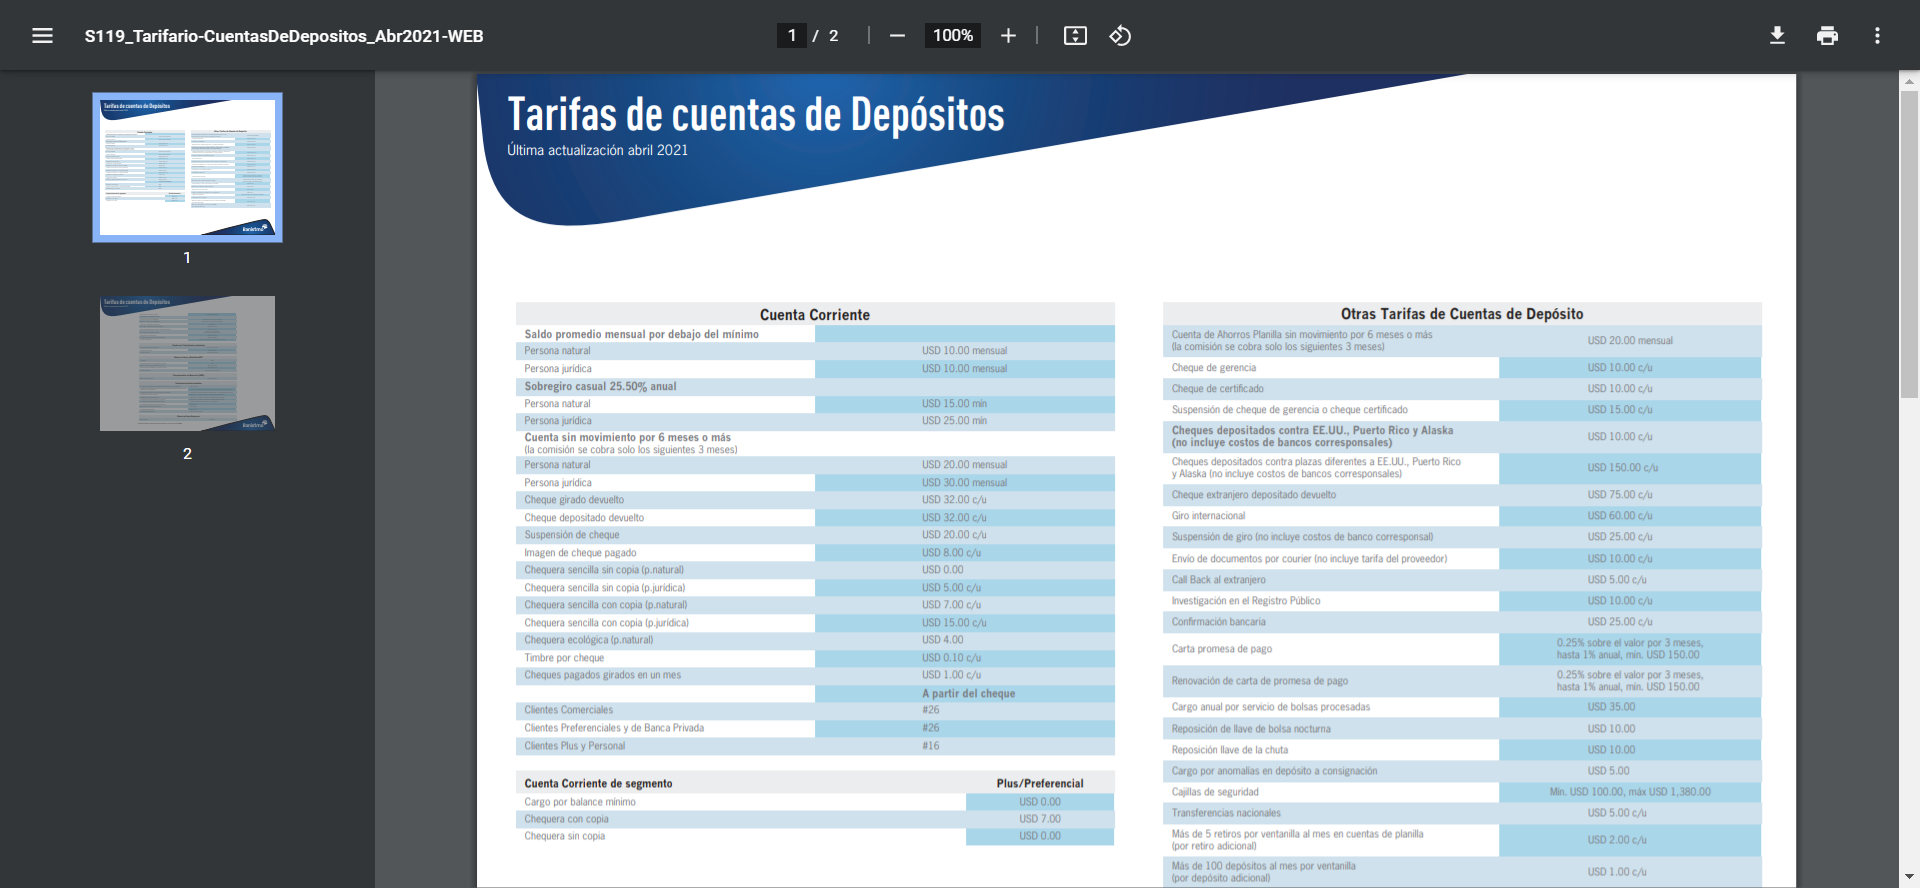 S119_Tarifario-CuentasDeDepositos_Abr2021-WEB
1 / 2
100%
Tarifas de cuentas de Depósitos
1
2
Tarifas de cuentas de Depósitos
Última actualización abril 2021
Cuenta Corriente
Saldo promedio mensual por debajo del mínimo
Persona natural USD 10.00 mensual
Persona jurídica USD 10.00 mensual
Sobregiro casual 25.50% anual
Persona natural USD 15.00 min
Persona jurídica USD 25.00 min
Cuenta sin movimiento por 6 meses o más
(la comisión se cobra solo los siguientes 3 meses)
Persona natural USD 20.00 mensual
Persona jurídica USD 30.00 mensual
Cheque girado devuelto USD 32.00 c/u
Cheque depositado devuelto USD 32.00 c/u
Suspensión de cheque USD 20.00 c/u
Imagen de cheque pagado USD 8.00 c/u
Chequera sencilla sin copia (p.natural) USD 0.00
Chequera sencilla sin copia (p.jurídica) USD 5.00 c/u
Chequera sencilla con copia (p.natural) USD 7.00 c/u
Chequera sencilla con copia (p.jurídica) USD 15.00 c/u
Chequera ecológica (p.natural) USD 4.00
Timbre por cheque USD 0.10 c/u
Cheques pagados girados en un mes USD 1.00 c/u
A partir del cheque
Clientes Comerciales #26
Clientes Preferenciales y de Banca Privada #26
Clientes Plus y Personal #16
Cuenta Corriente de segmento Plus/Preferencial
Cargo por balance mínimo USD 0.00
Chequera con copia USD 7.00
Chequera sin copia USD 0.00
Otras Tarifas de Cuentas de Depósito
Cuenta de Ahorros Planilla sin movimiento por 6 meses o más
(la comisión se cobra solo los siguientes 3 meses) USD 20.00 mensual
Cheque de gerencia USD 10.00 c/u
Cheque de certificado USD 10.00 c/u
Suspensión de cheque de gerencia o cheque certificado USD 15.00 c/u
Cheques depositados contra EE.UU., Puerto Rico y Alaska
(no incluye costos de bancos corresponsales) USD 10.00 c/u
Cheques depositados contra plazas diferentes a EE.UU., Puerto Rico
y Alaska (no incluye costos de bancos corresponsales) USD 150.00 c/u
Cheque extranjero depositado devuelto USD 75.00 c/u
Giro internacional USD 60.00 c/u
Suspensión de giro (no incluye costos de banco corresponsal) USD 25.00 c/u
Envío de documentos por courier (no incluye tarifa del proveedor) USD 10.00 c/u
Call Back al extranjero USD 5.00 c/u
Investigación en el Registro Público USD 10.00 c/u
Confirmación bancaria USD 25.00 c/u
Carta promesa de pago 0.25% sobre el valor por 3 meses,
hasta 1% anual, mín. USD 150.00
Renovación de carta de promesa de pago 0.25% sobre el valor por 3 meses,
hasta 1% anual, mín. USD 150.00
Cargo anual por servicio de bolsas procesadas USD 35.00
Reposición de llave de bolsa nocturna USD 10.00
Reposición llave de la chuta USD 10.00
Cargo por anomalías en depósito a consignación USD 5.00
Cajillas de seguridad Min. USD 100.00, máx USD 1,380.00
Transferencias nacionales USD 5.00 c/u
Más de 5 retiros por ventanilla al mes en cuentas de planilla
(por retiro adicional) USD 2.00 c/u
Más de 100 depósitos al mes por ventanilla
(por depósito adicional) USD 1.00 c/u